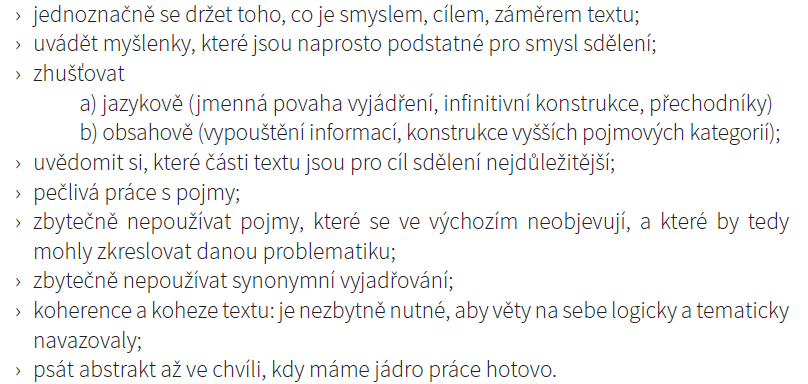 › jednoznačně se držet toho, co je smyslem, cílem, záměrem textu;
› uvádět myšlenky, které jsou naprosto podstatné pro smysl sdělení;
› zhušťovat
a) jazykově (jmenná povaha vyjádření, infinitivní konstrukce, přechodníky)
b) obsahově (vypouštění informací, konstrukce vyšších pojmových kategorií);
› uvědomit si, které části textu jsou pro cíl sdělení nejdůležitější;
› pečlivá práce s pojmy;
› zbytečně nepoužívat pojmy, které se ve výchozím neobjevují, a které by tedy
mohly zkreslovat danou problematiku;
› zbytečně nepoužívat synonymní vyjadřování;
› koherence a koheze textu: je nezbytně nutné, aby věty na sebe logicky a tematicky
navazovaly;
› psát abstrakt až ve chvíli, kdy máme jádro práce hotovo.